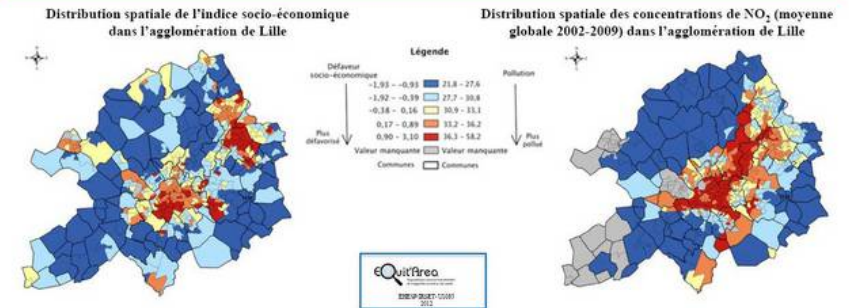 Distribution spatiale de l'indice socio-économique
dans l'agglomération de Lille
Distribution spatiale des concentrations de NO₂ (moyenne
globale 2002-2009) dans l'agglomération de Lille
Légende
Défaveur
socio-économique
Pollution
-1,93 - -0,93 21,8 - 27,6
-1,92 - -0,39 27,7 - 30,8
-0,38 - 0,16 30,9 - 33,1
0,17 - 0,89 33,2 - 36,2
0,90 - 3,10 36,3 - 58,2
Plus
défavorisé
Plus
pollué
Valeur manquante Valeur manquante
Communes Communes
Equit'Area
2012